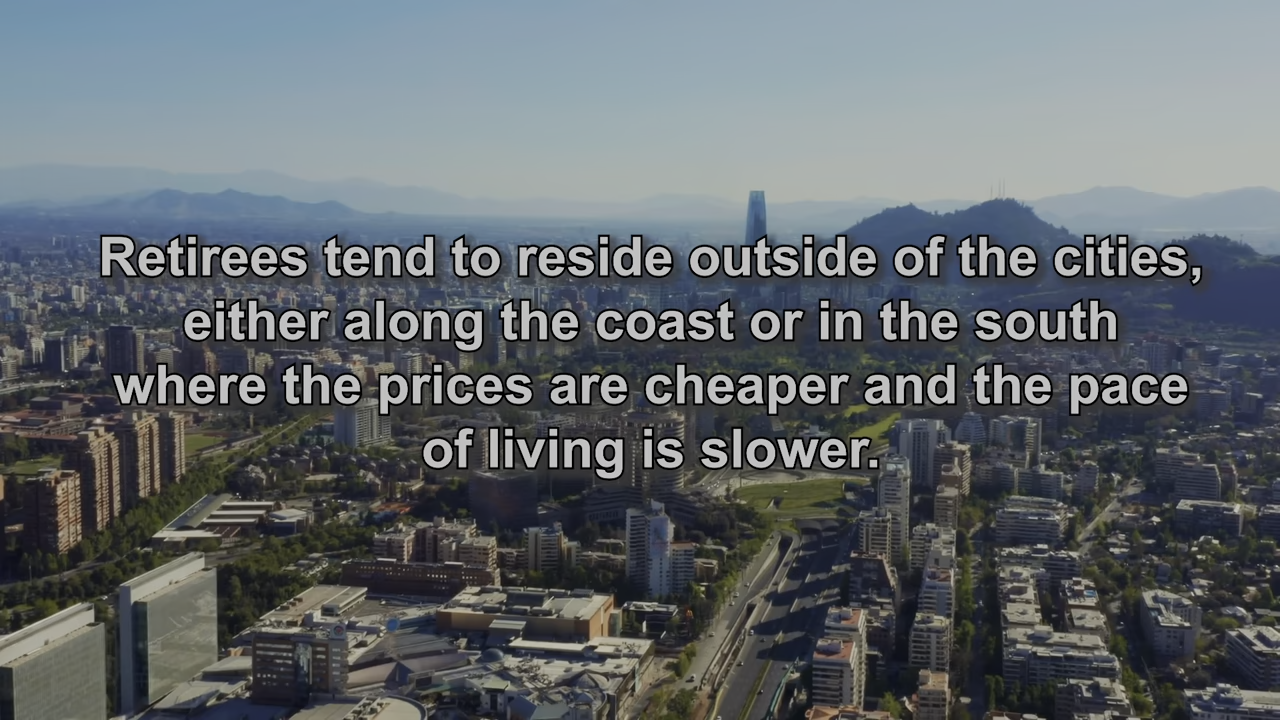 Retirees tend to reside outside of the cities,
either along the coast or in the south
where the prices are cheaper and the pace
of living is slower.